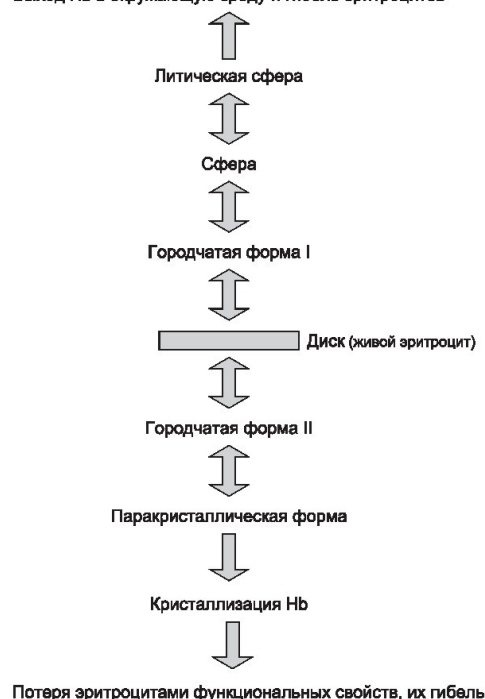 Литическая сфера
Сфера
Городчатая форма I
Диск (живой эритроцит)
Городчатая форма II
Паракристаллическая форма
Кристаллизация Hb
Потеря эритроцитами функциональных свойств, их гибель